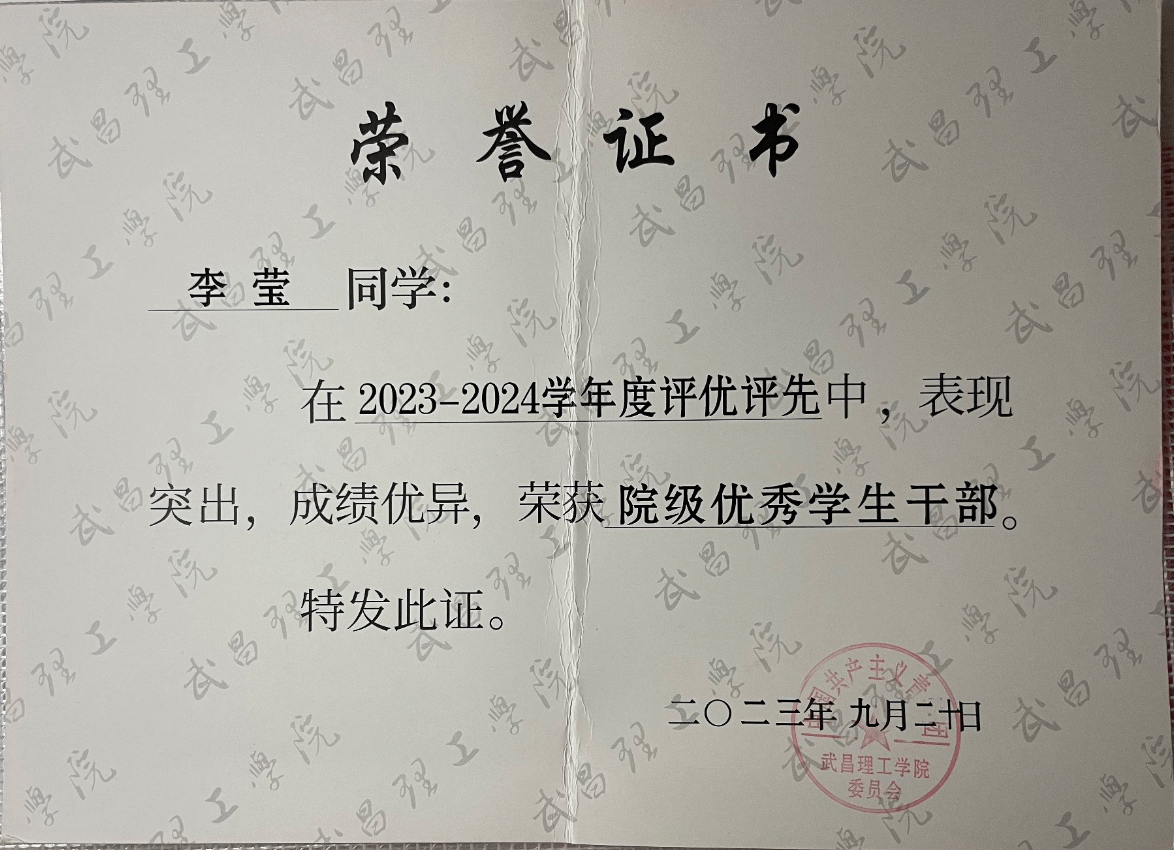 荣誉证书
李莹 同学:
在2023-2024学年度评优评先中，表现
突出，成绩优异，荣获院级优秀学生干部。
特发此证。
二〇二三年 九月二十日
武昌理工学院
委员会